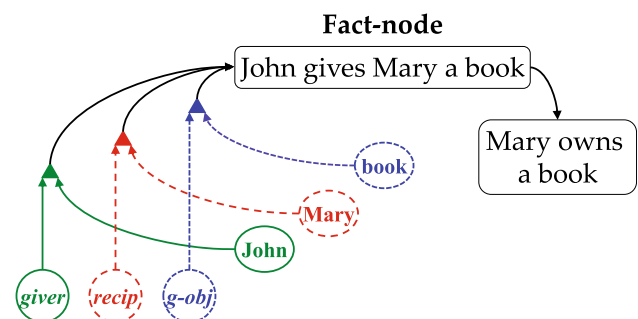 Fact-node
John gives Mary a book
Mary owns
a book
book
Mary
John
giver
recip
g-obj